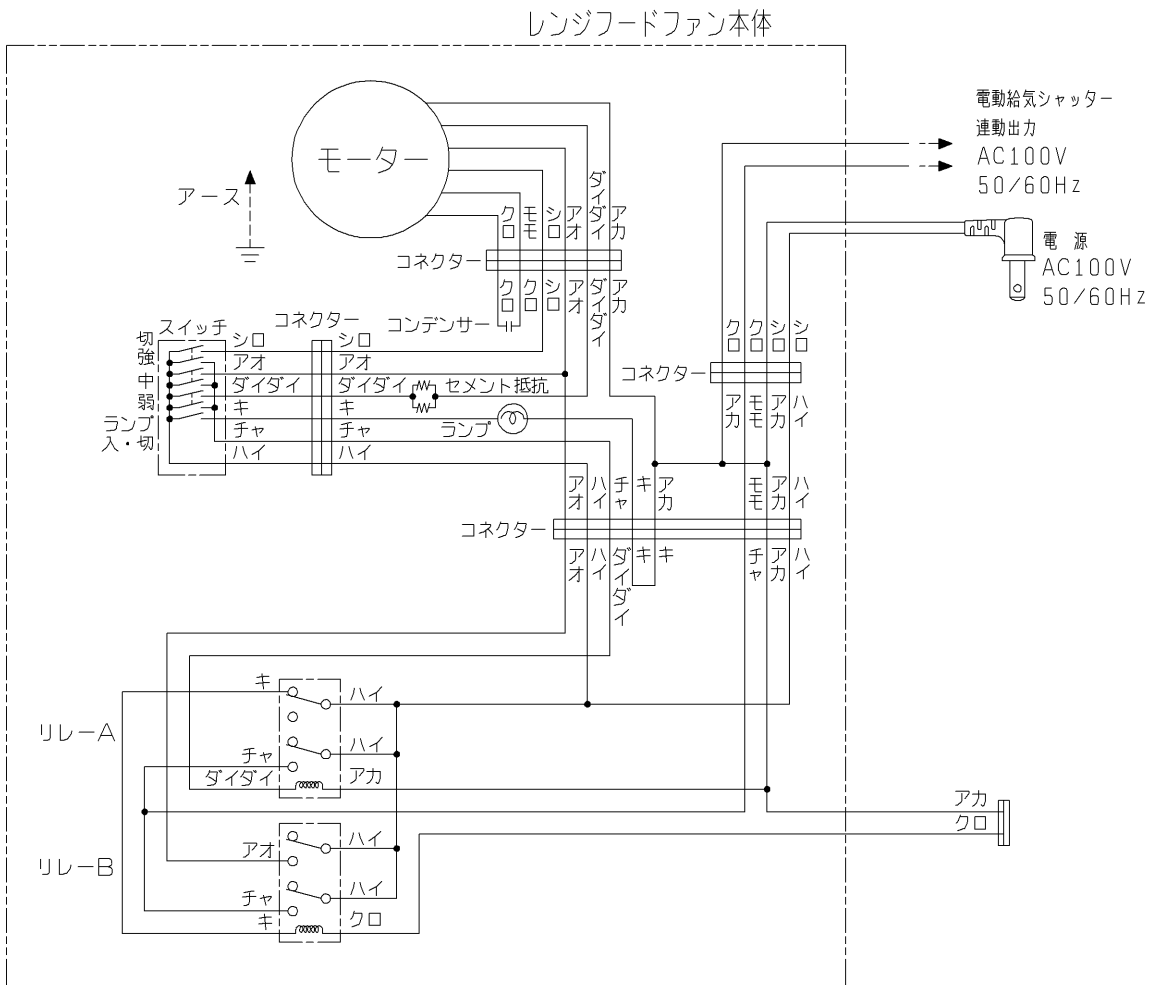 レンジフードファン本体
電動給気シャッター
連動出力
AC100V
50/60Hz
モーター
アース
クロ
モモ
シロ
アオ
ダイダイ
アカ
電 源
AC100V
50/60Hz
コネクター
クロ
クロ
シロ
アオ
ダイダイ
アカ
コンデンサー
スイッチ
コネクター
切
強
中
弱
ランプ
入・切
シロ
アオ
ダイダイ
キ
チャ
ハイ
シロ
アオ
ダイダイ
キ
チャ
ハイ
セメント抵抗
ランプ
クロ
クロ
シロ
シロ
コネクター
アカ
モモ
アカ
ハイ
アオ
ハイ
チャ
キ
アカ
モモ
アカ
ハイ
コネクター
アオ
ハイ
ダイダイ
キ
キ
チャ
アカ
ハイ
リレーA
キ
ハイ
チャ
ハイ
ダイダイ
アカ
リレーB
アオ
ハイ
チャ
ハイ
キ
クロ
アカ
クロ